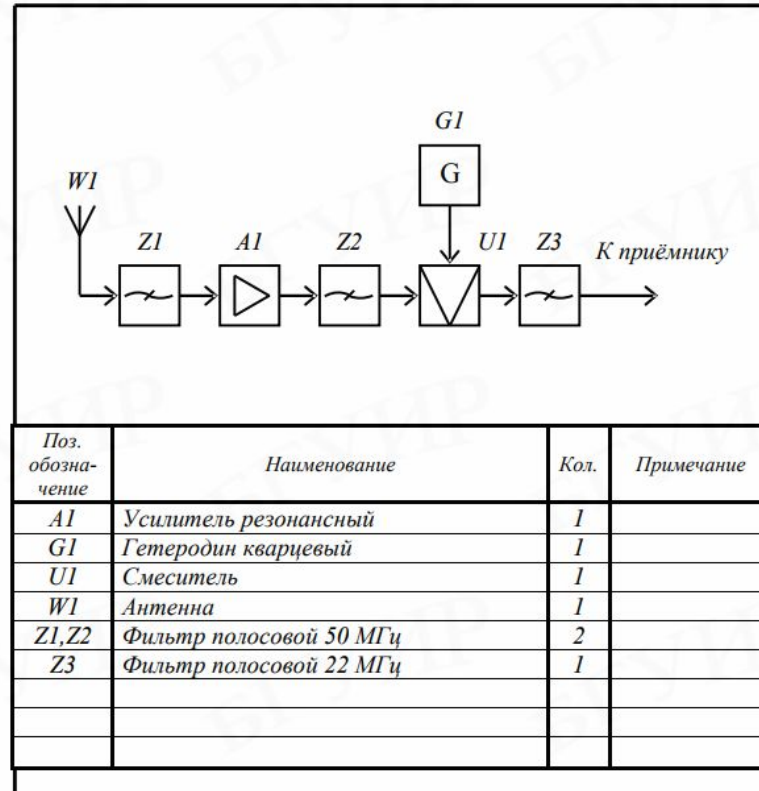 G1
G
W1
Z1
A1
Z2
U1
Z3
К приёмнику
Поз. обозна-чение
Наименование
Кол.
Примечание
A1 Усилитель резонансный 1
G1 Гетеродин кварцевый 1
U1 Смеситель 1
W1 Антенна 1
Z1,Z2 Фильтр полосовой 50 МГц 2
Z3 Фильтр полосовой 22 МГц 1
БГУИР